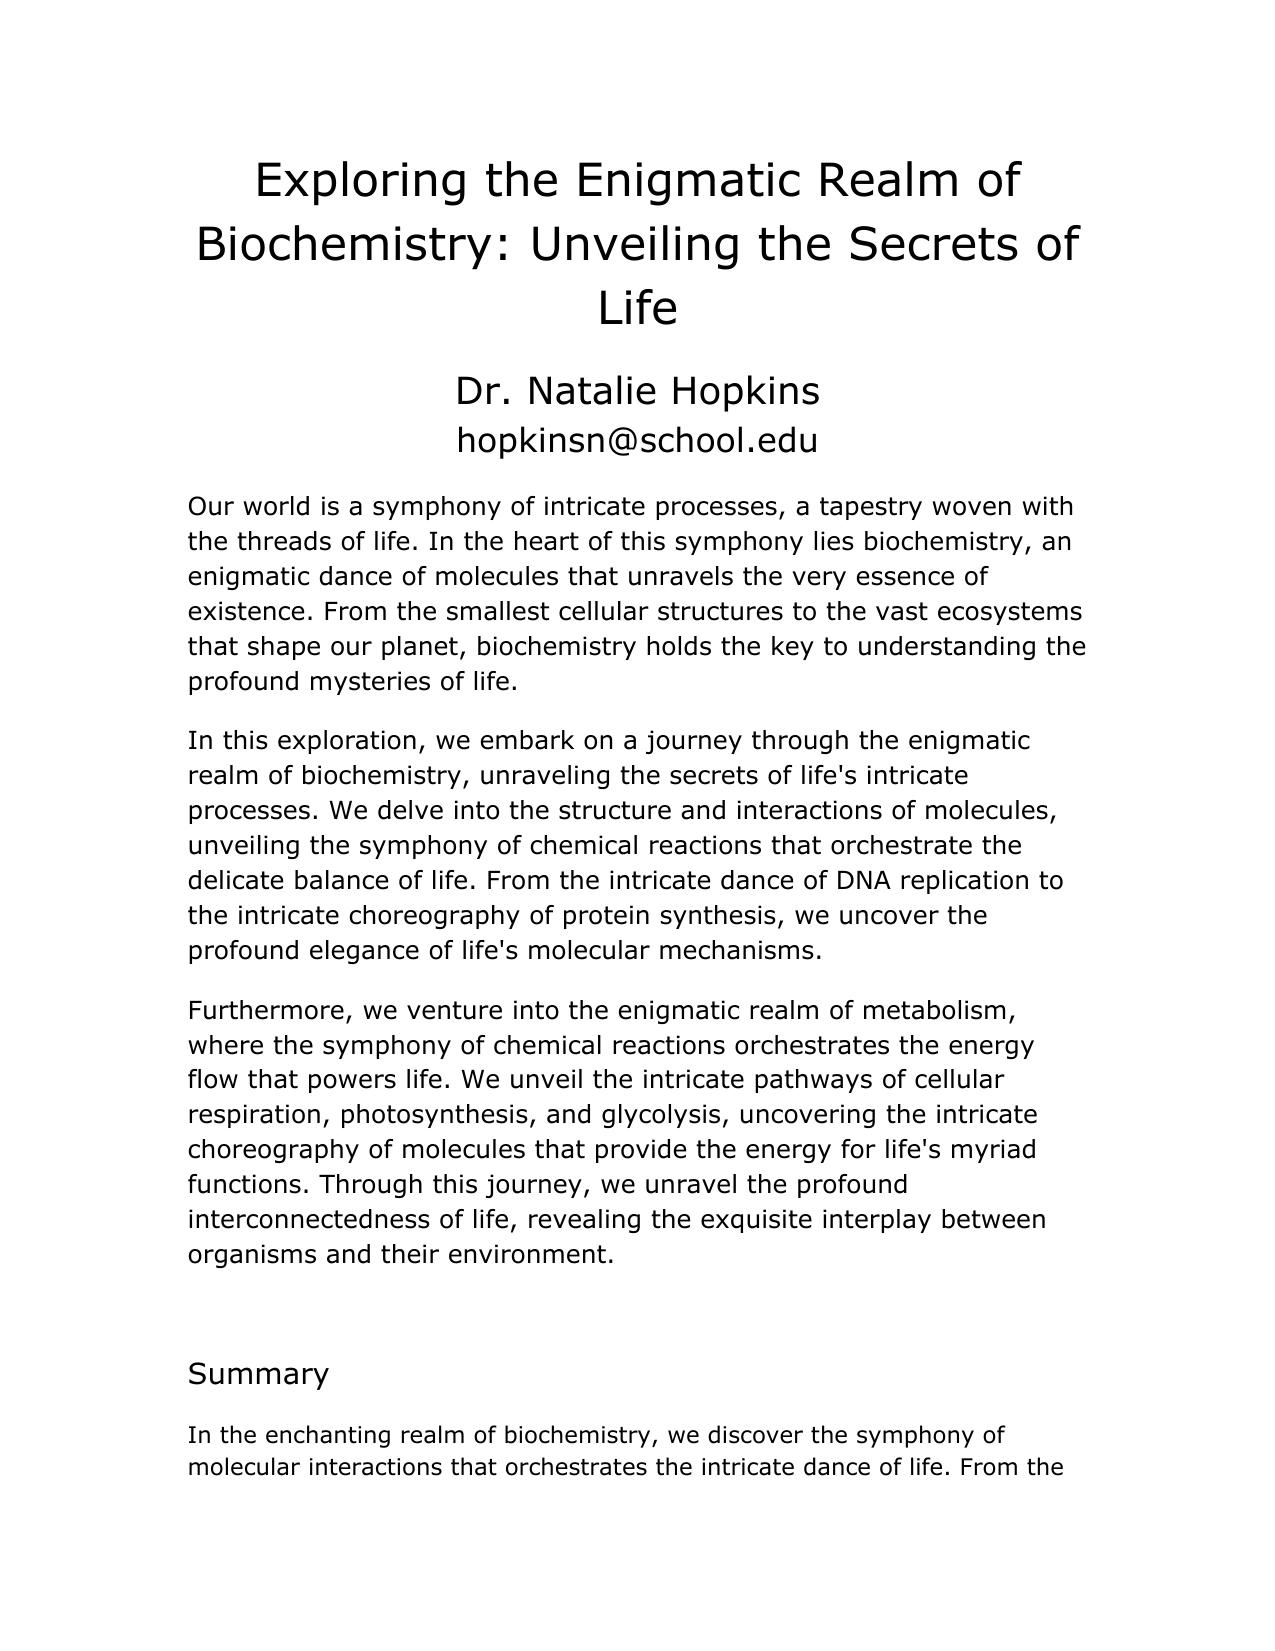 Exploring the Enigmatic Realm of
Biochemistry: Unveiling the Secrets of
Life
Dr. Natalie Hopkins
hopkinsn@school.edu
Our world is a symphony of intricate processes, a tapestry woven with
the threads of life. In the heart of this symphony lies biochemistry, an
enigmatic dance of molecules that unravels the very essence of
existence. From the smallest cellular structures to the vast ecosystems
that shape our planet, biochemistry holds the key to understanding the
profound mysteries of life.
In this exploration, we embark on a journey through the enigmatic
realm of biochemistry, unraveling the secrets of life's intricate
processes. We delve into the structure and interactions of molecules,
unveiling the symphony of chemical reactions that orchestrate the
delicate balance of life. From the intricate dance of DNA replication to
the intricate choreography of protein synthesis, we uncover the
profound elegance of life's molecular mechanisms.
Furthermore, we venture into the enigmatic realm of metabolism,
where the symphony of chemical reactions orchestrates the energy
flow that powers life. We unveil the intricate pathways of cellular
respiration, photosynthesis, and glycolysis, uncovering the intricate
choreography of molecules that provide the energy for life's myriad
functions. Through this journey, we unravel the profound
interconnectedness of life, revealing the exquisite interplay between
organisms and their environment.
Summary
In the enchanting realm of biochemistry, we discover the symphony of
molecular interactions that orchestrates the intricate dance of life. From the